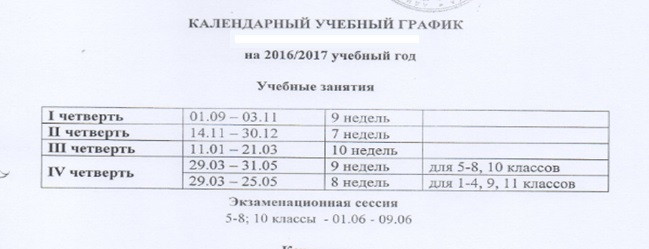 КАЛЕНДАРНЫЙ УЧЕБНЫЙ ГРАФИК
на 2016/2017 учебный год
Учебные занятия
I четверть 01.09 – 03.11 9 недель
II четверть 14.11 – 30.12 7 недель
III четверть 11.01 – 21.03 10 недель
IV четверть 29.03 – 31.05 9 недель для 5-8, 10 классов
29.03 – 25.05 8 недель для 1-4, 9, 11 классов
Экзаменационная сессия
5-8; 10 классы - 01.06 - 09.06